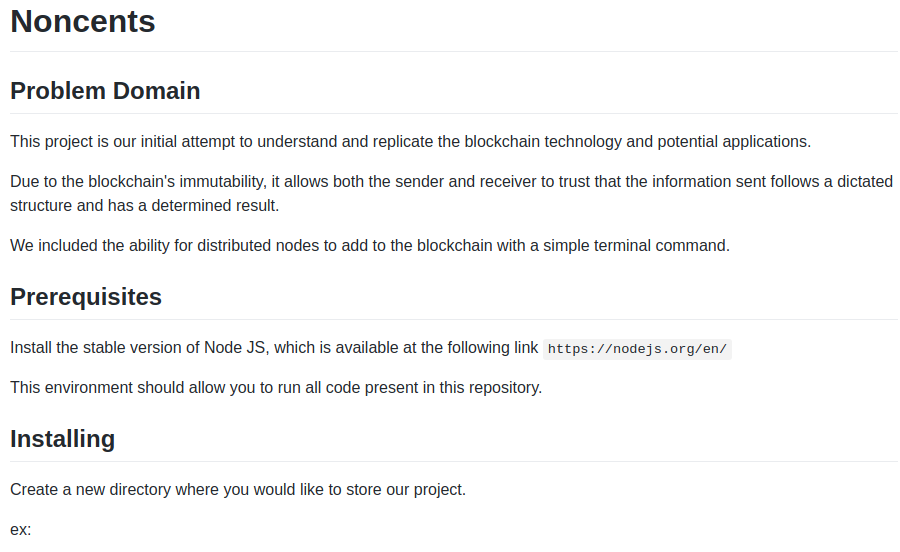 Noncents
Problem Domain
This project is our initial attempt to understand and replicate the blockchain technology and potential applications.
Due to the blockchain's immutability, it allows both the sender and receiver to trust that the information sent follows a dictated
structure and has a determined result.
We included the ability for distributed nodes to add to the blockchain with a simple terminal command.
Prerequisites
Install the stable version of Node JS, which is available at the following link https://nodejs.org/en/
This environment should allow you to run all code present in this repository.
Installing
Create a new directory where you would like to store our project.
ex: